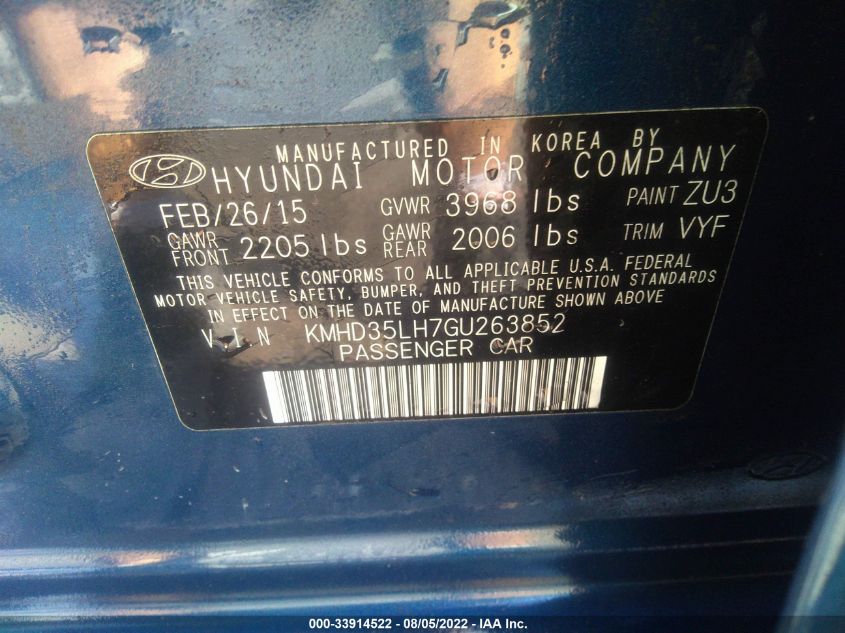 MANUFACTURED IN KOREA BY
HYUNDAI MOTOR COMPANY
FEB/26/15 GVWR 3968 lbs PAINT ZU3
GAWR FRONT 2205 lbs GAWR REAR 2006 lbs TRIM VYF
THIS VEHICLE CONFORMS TO ALL APPLICABLE U.S.A. FEDERAL
MOTOR VEHICLE SAFETY, BUMPER, AND THEFT PREVENTION STANDARDS
IN EFFECT ON THE DATE OF MANUFACTURE SHOWN ABOVE
V I N KMHD35LH7GU263852
PASSENGER CAR
000-33914522 - 08/05/2022 - IAA Inc.